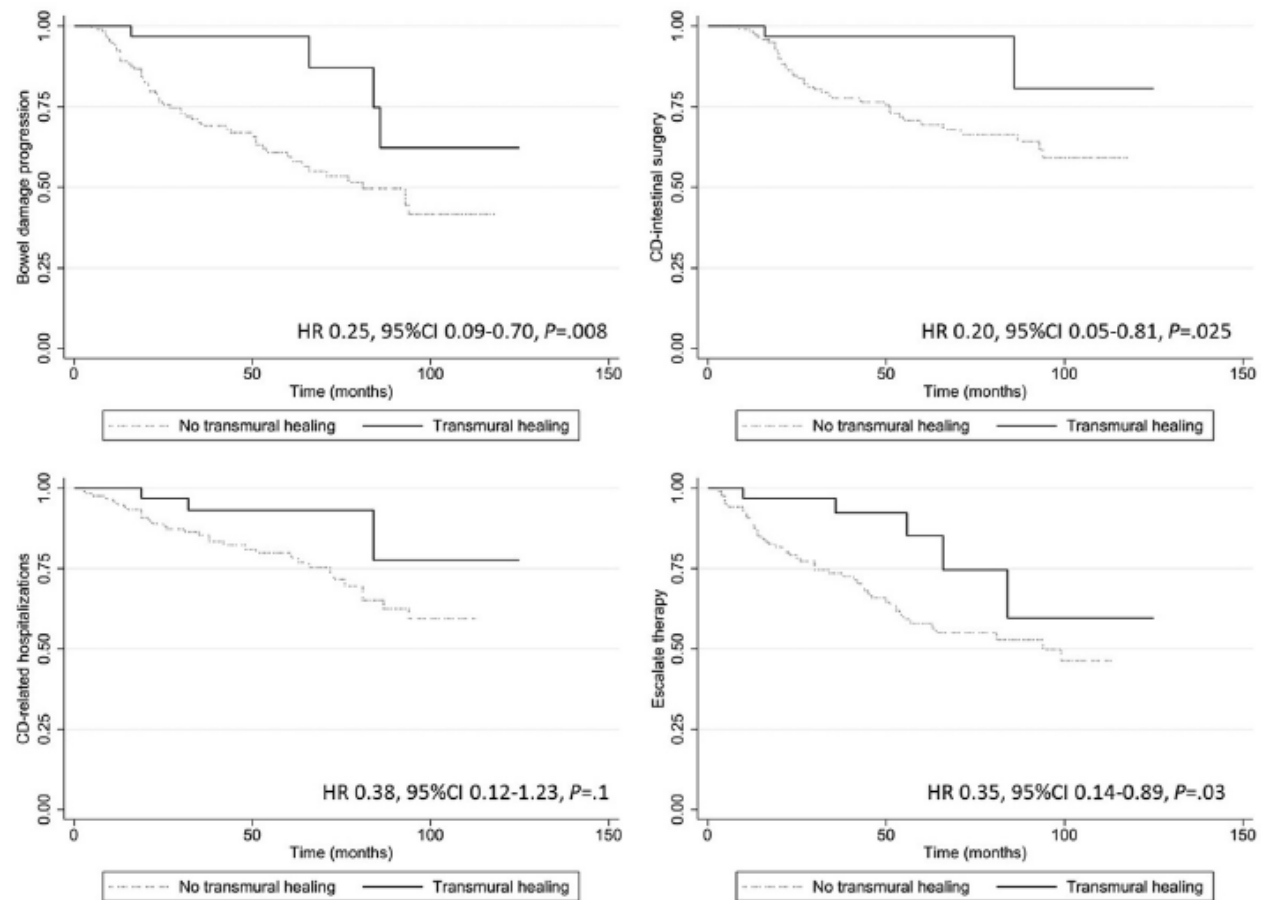 Bowel damage progression
1.00
0.75
0.50
0.25
0.00
HR 0.25, 95%CI 0.09-0.70, P=.008
0
50
100
150
Time (months)
No transmural healing
Transmural healing
CD-intestinal surgery
1.00
0.75
0.50
0.25
0.00
HR 0.20, 95%CI 0.05-0.81, P=.025
0
50
100
150
Time (months)
No transmural healing
Transmural healing
CD-related hospitalizations
1.00
0.75
0.50
0.25
0.00
HR 0.38, 95%CI 0.12-1.23, P=.1
0
50
100
150
Time (months)
No transmural healing
Transmural healing
Escalate therapy
1.00
0.75
0.50
0.25
0.00
HR 0.35, 95%CI 0.14-0.89, P=.03
0
50
100
150
Time (months)
No transmural healing
Transmural healing